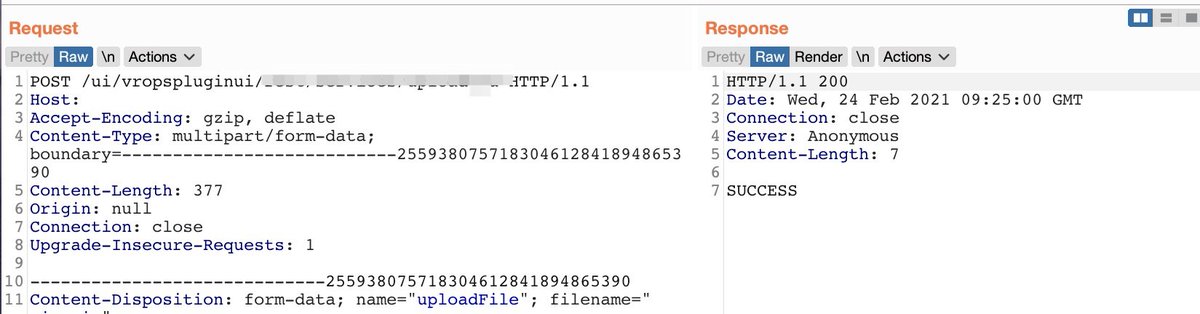 Request
Pretty Raw \n Actions
1 POST /ui/vropspluginui/ HTTP/1.1
2 Host:
3 Accept-Encoding: gzip, deflate
4 Content-Type: multipart/form-data;
boundary=---------------------------2559380757183046128418948653
90
5 Content-Length: 377
6 Origin: null
7 Connection: close
8 Upgrade-Insecure-Requests: 1
9
10 -----------------------------255938075718304612841894865390
11 Content-Disposition: form-data; name="uploadFile"; filename="
Response
Pretty Raw Render \n Actions
1 HTTP/1.1 200
2 Date: Wed, 24 Feb 2021 09:25:00 GMT
3 Connection: close
4 Server: Anonymous
5 Content-Length: 7
6
7 SUCCESS